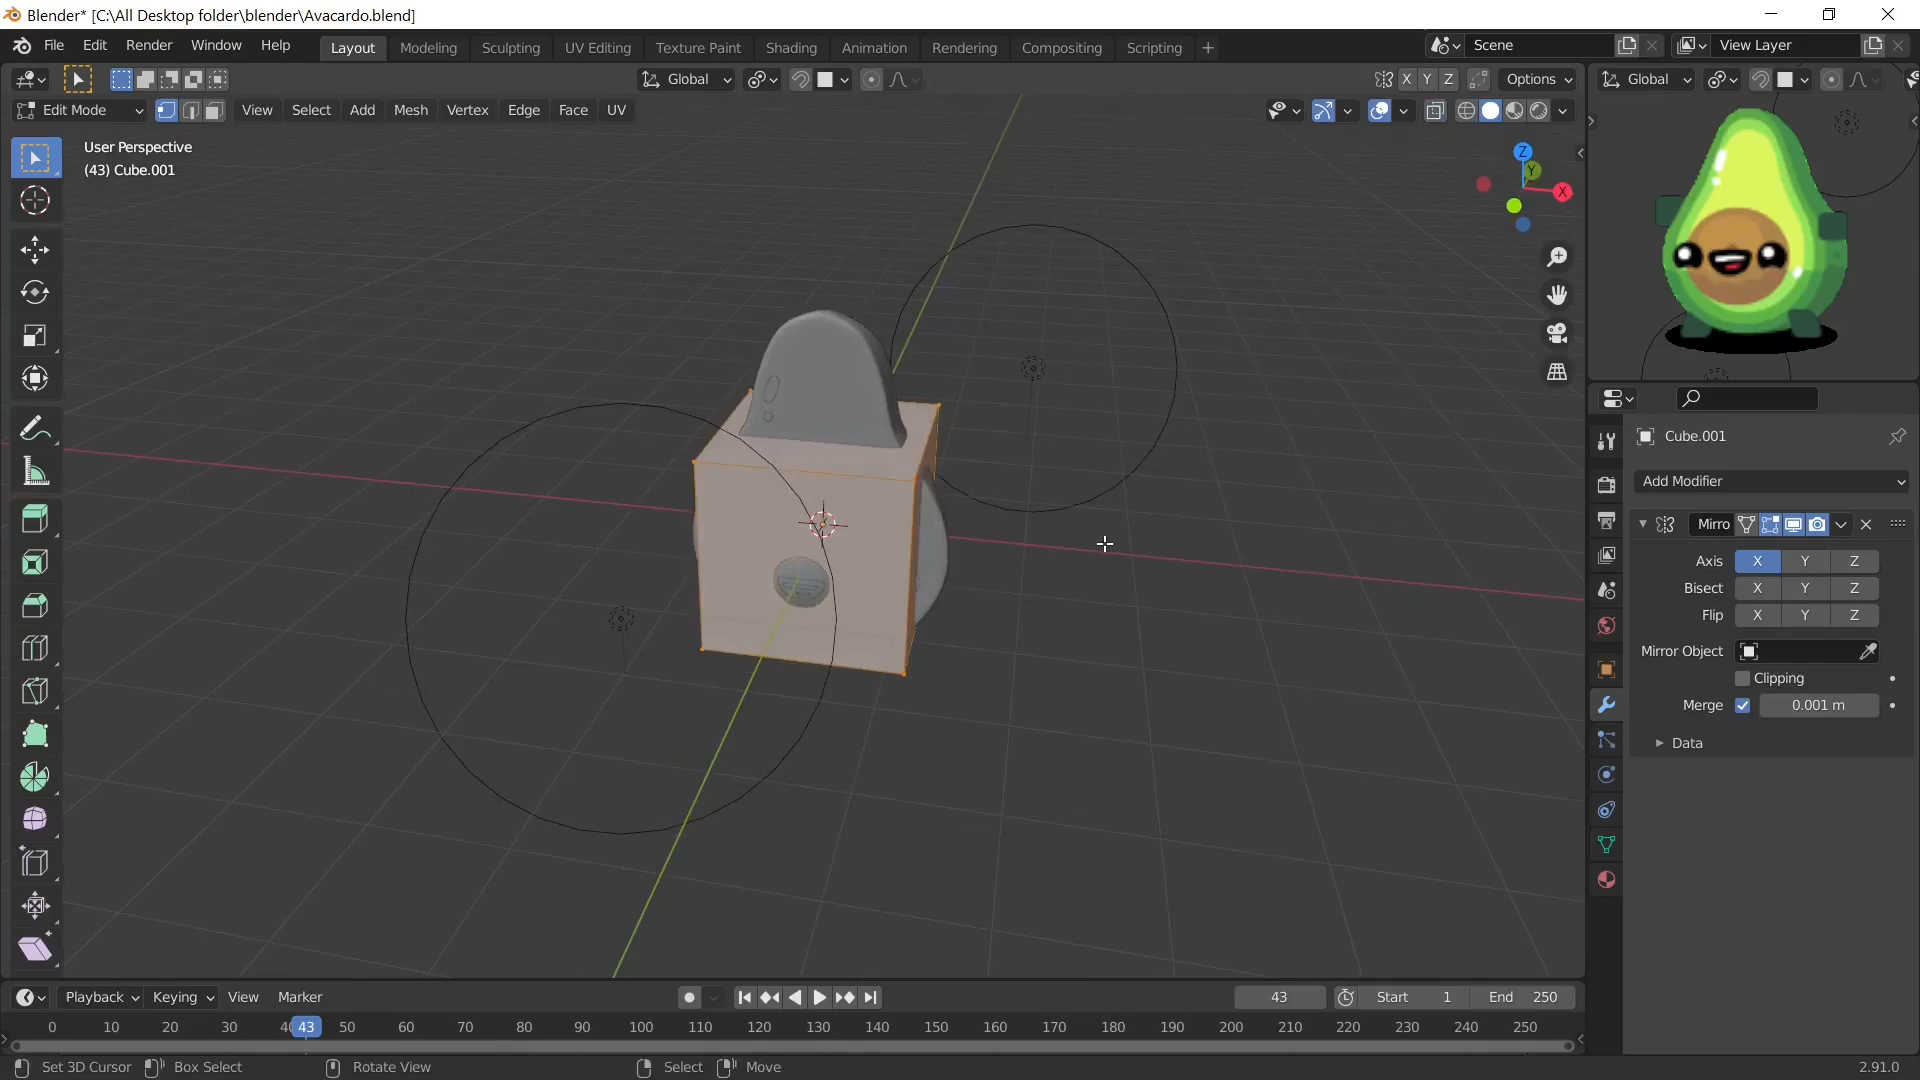 Blender* [C:\All Desktop folder\blender\Avacardo.blend]
File Edit Render Window Help Layout Modeling Sculpting UV Editing Texture Paint Shading Animation Rendering Compositing Scripting + Scene View Layer
Global X Y Z Options Global
Edit Mode View Select Add Mesh Vertex Edge Face UV
User Perspective
(43) Cube.001
Z
Y
X
Cube.001
Add Modifier
Mirro
Axis X Y Z
Bisect X Y Z
Flip X Y Z
Mirror Object
Clipping
Merge 0.001 m
Data
Playback Keying View Marker 43 Start 1 End 250
0 10 20 30 43 50 60 70 80 90 100 110 120 130 140 150 160 170 180 190 200 210 220 230 240 250
Set 3D Cursor Box Select Rotate View Select Move 2.91.0